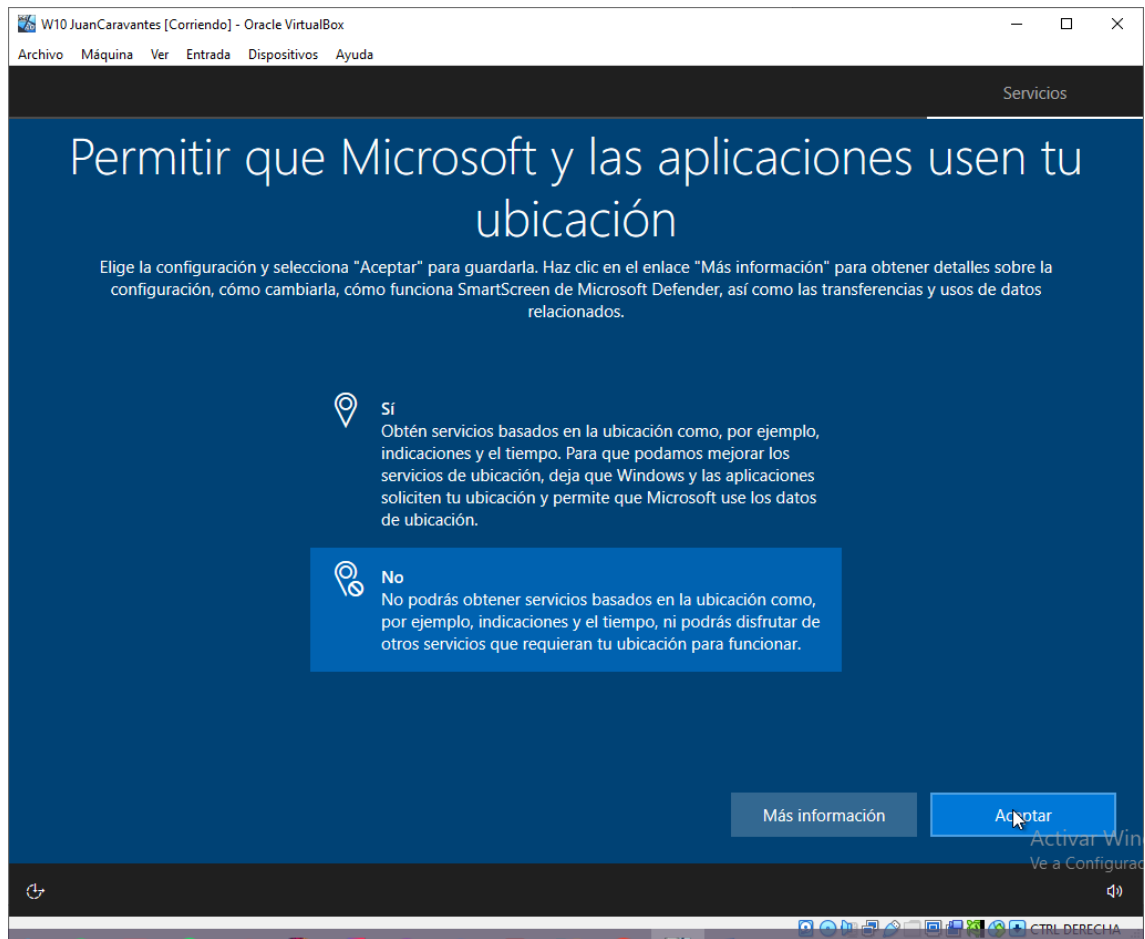 W10 JuanCaravantes [Corriendo] - Oracle VirtualBox
Archivo Máquina Ver Entrada Dispositivos Ayuda
Servicios
Permitir que Microsoft y las aplicaciones usen tu
ubicación
Elige la configuración y selecciona "Aceptar" para guardarla. Haz clic en el enlace "Más información" para obtener detalles sobre la
configuración, cómo cambiarla, cómo funciona SmartScreen de Microsoft Defender, así como las transferencias y usos de datos
relacionados.
Sí
Obtén servicios basados en la ubicación como, por ejemplo,
indicaciones y el tiempo. Para que podamos mejorar los
servicios de ubicación, deja que Windows y las aplicaciones
soliciten tu ubicación y permite que Microsoft use los datos
de ubicación.
No
No podrás obtener servicios basados en la ubicación como,
por ejemplo, indicaciones y el tiempo, ni podrás disfrutar de
otros servicios que requieran tu ubicación para funcionar.
Más información Aceptar
Activar Win
Ve a Configurac
CTRL DERECHA